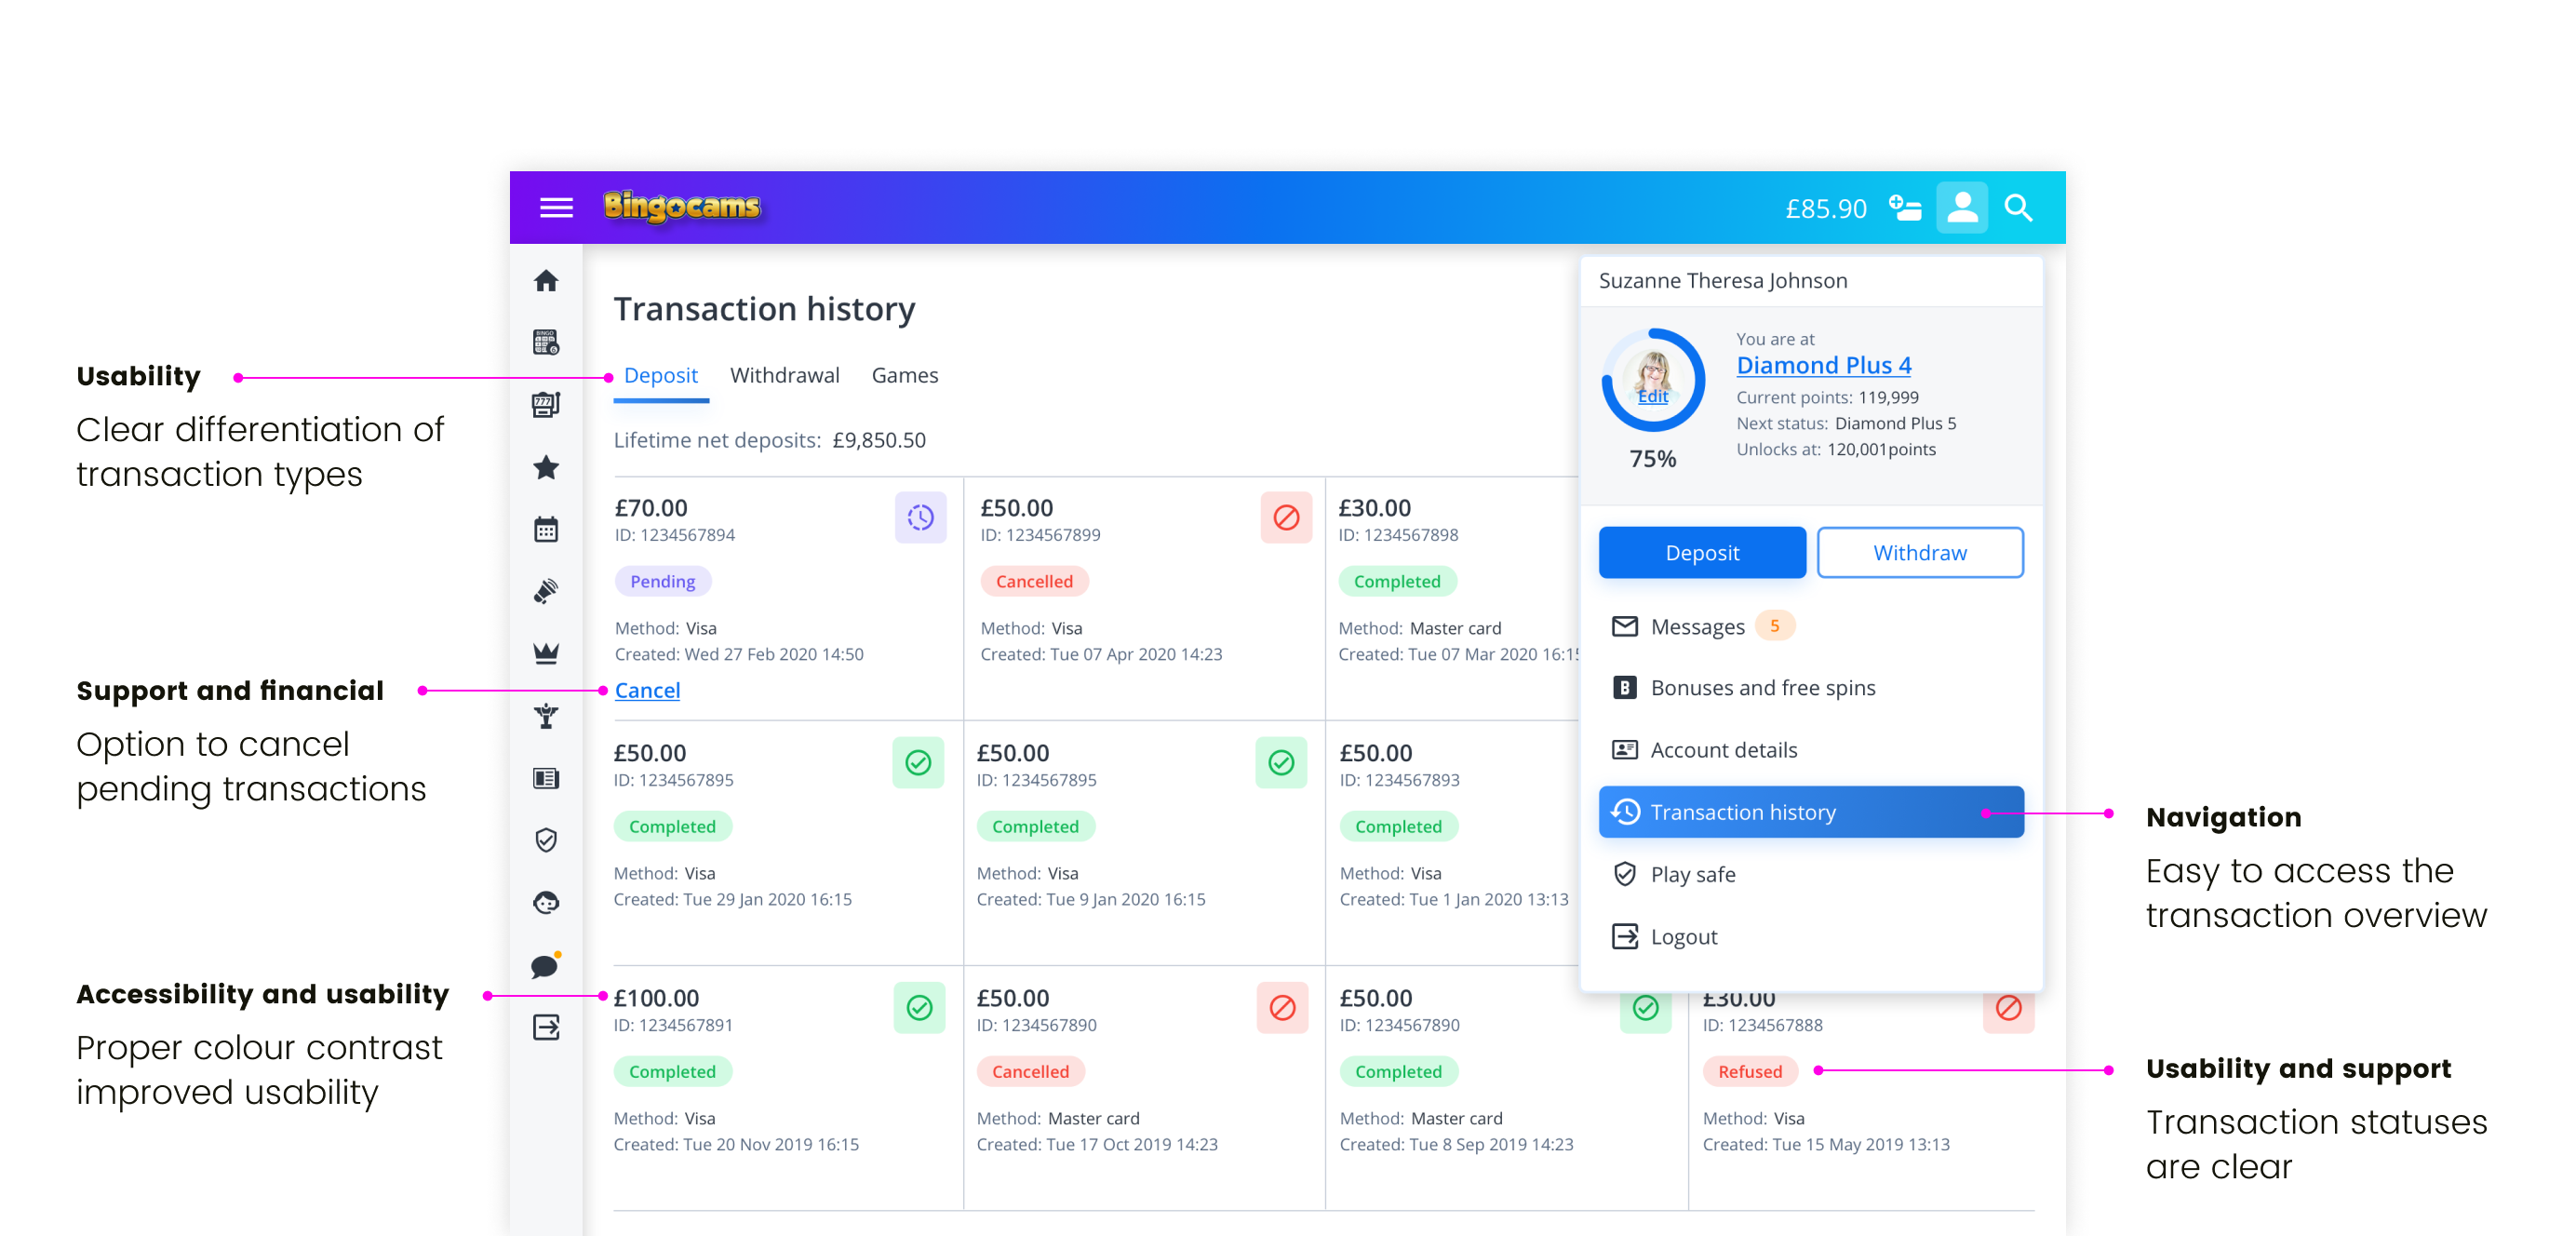 Bingocams
£85.90
Suzanne Theresa Johnson
Transaction history
You are at
Diamond Plus 4
Edit
Current points: 119,999
Next status: Diamond Plus 5
Unlocks at: 120,001points
75%
Usability
Clear differentiation of
transaction types
Deposit Withdrawal Games
Lifetime net deposits: £9,850.50
£70.00
ID: 1234567894
Pending
Method: Visa
Created: Wed 27 Feb 2020 14:50
Cancel
£50.00
ID: 1234567899
Cancelled
Method: Visa
Created: Tue 07 Apr 2020 14:23
£30.00
ID: 1234567898
Completed
Method: Master card
Created: Tue 07 Mar 2020 16:15
Deposit
Withdraw
Messages 5
Bonuses and free spins
Account details
Transaction history
Play safe
Logout
Support and financial
Option to cancel
pending transactions
£50.00
ID: 1234567895
Completed
Method: Visa
Created: Tue 29 Jan 2020 16:15
£50.00
ID: 1234567895
Completed
Method: Visa
Created: Tue 9 Jan 2020 16:15
£50.00
ID: 1234567893
Completed
Method: Visa
Created: Tue 1 Jan 2020 13:13
Navigation
Easy to access the
transaction overview
Accessibility and usability
Proper colour contrast
improved usability
£100.00
ID: 1234567891
Completed
Method: Visa
Created: Tue 20 Nov 2019 16:15
£50.00
ID: 1234567890
Cancelled
Method: Master card
Created: Tue 17 Oct 2019 14:23
£50.00
ID: 1234567890
Completed
Method: Master card
Created: Tue 8 Sep 2019 14:23
£30.00
ID: 1234567888
Refused
Method: Visa
Created: Tue 15 May 2019 13:13
Usability and support
Transaction statuses
are clear
BINGO
777
B